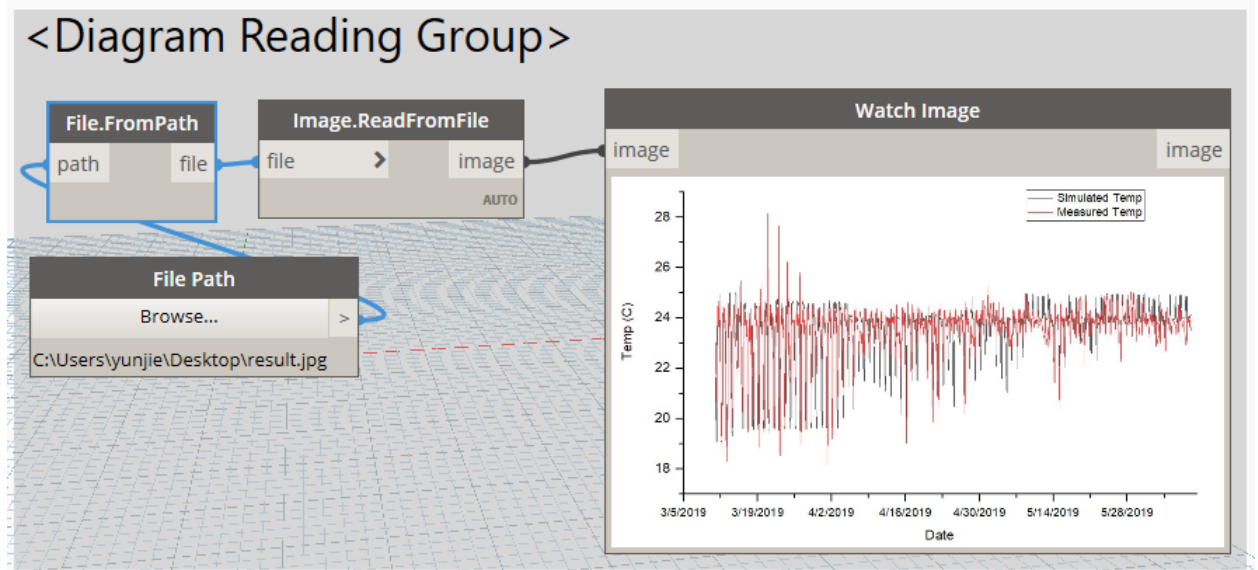 <Diagram Reading Group>
File.FromPath
path file
Image.ReadFromFile
file > image
AUTO
File Path
Browse... >
C:\Users\yunjie\Desktop\result.jpg
Watch Image
image image
Simulated Temp
Measured Temp
28
26
24
22
20
18
Temp (C)
3/5/2019 3/19/2019 4/2/2019 4/16/2019 4/30/2019 5/14/2019 5/28/2019
Date